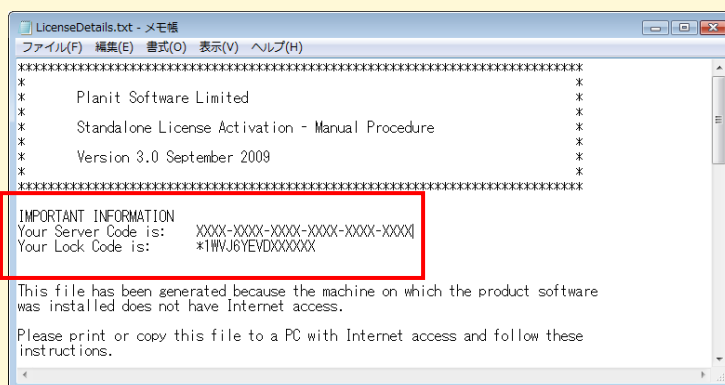 LicenseDetails.txt - メモ帳
ファイル(F) 編集(E) 書式(O) 表示(V) ヘルプ(H)
*****************************************************************************
* *
* Planit Software Limited *
* *
* Standalone License Activation - Manual Procedure *
* *
* Version 3.0 September 2009 *
* *
*****************************************************************************
IMPORTANT INFORMATION
Your Server Code is: XXXX-XXXX-XXXX-XXXX-XXXX-XXXX
Your Lock Code is: *1WVJ6YEVDXXXXXX
This file has been generated because the machine on which the product software
was installed does not have Internet access.
Please print or copy this file to a PC with Internet access and follow these
instructions.